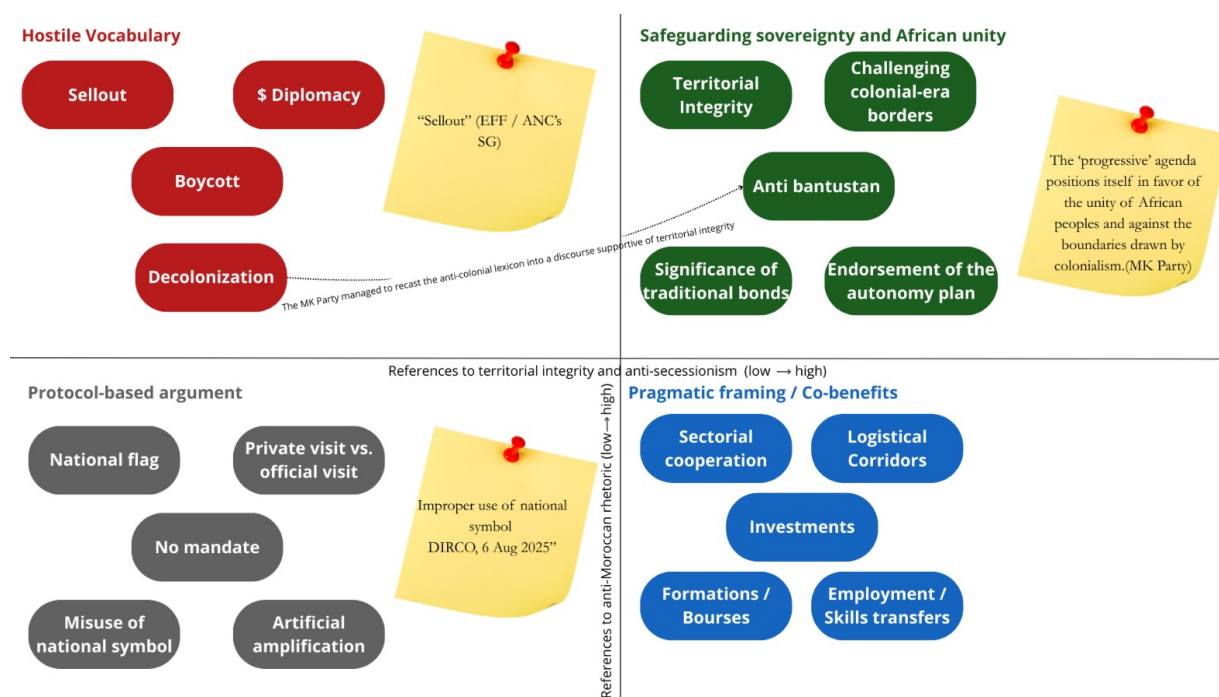 Hostile Vocabulary
Sellout
$ Diplomacy
Boycott
Decolonization
“Sellout” (EFF / ANC’s
SG)
The MK Party managed to recast the anti-colonial lexicon into a discourse supportive of territorial integrity
Safeguarding sovereignty and African unity
Territorial
Integrity
Challenging
colonial-era
borders
Anti bantustan
Significance of
traditional bonds
Endorsement of the
autonomy plan
The ‘progressive’ agenda
positions itself in favor of
the unity of African
peoples and against the
boundaries drawn by
colonialism.(MK Party)
References to territorial integrity and anti-secessionism (low → high)
References to anti-Moroccan rhetoric (low→high)
Protocol-based argument
National flag
Private visit vs.
official visit
No mandate
Misuse of
national symbol
Artificial
amplification
Improper use of national
symbol
DIRCO, 6 Aug 2025”
Pragmatic framing / Co-benefits
Sectorial
cooperation
Logistical
Corridors
Investments
Formations /
Bourses
Employment /
Skills transfers